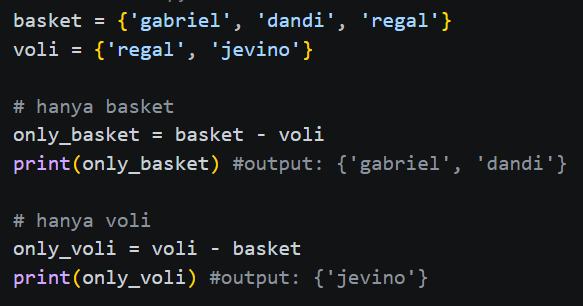 basket = {'gabriel', 'dandi', 'regal'}
voli = {'regal', 'jevino'}
# hanya basket
only_basket = basket - voli
print(only_basket) #output: {'gabriel', 'dandi'}
# hanya voli
only_voli = voli - basket
print(only_voli) #output: {'jevino'}